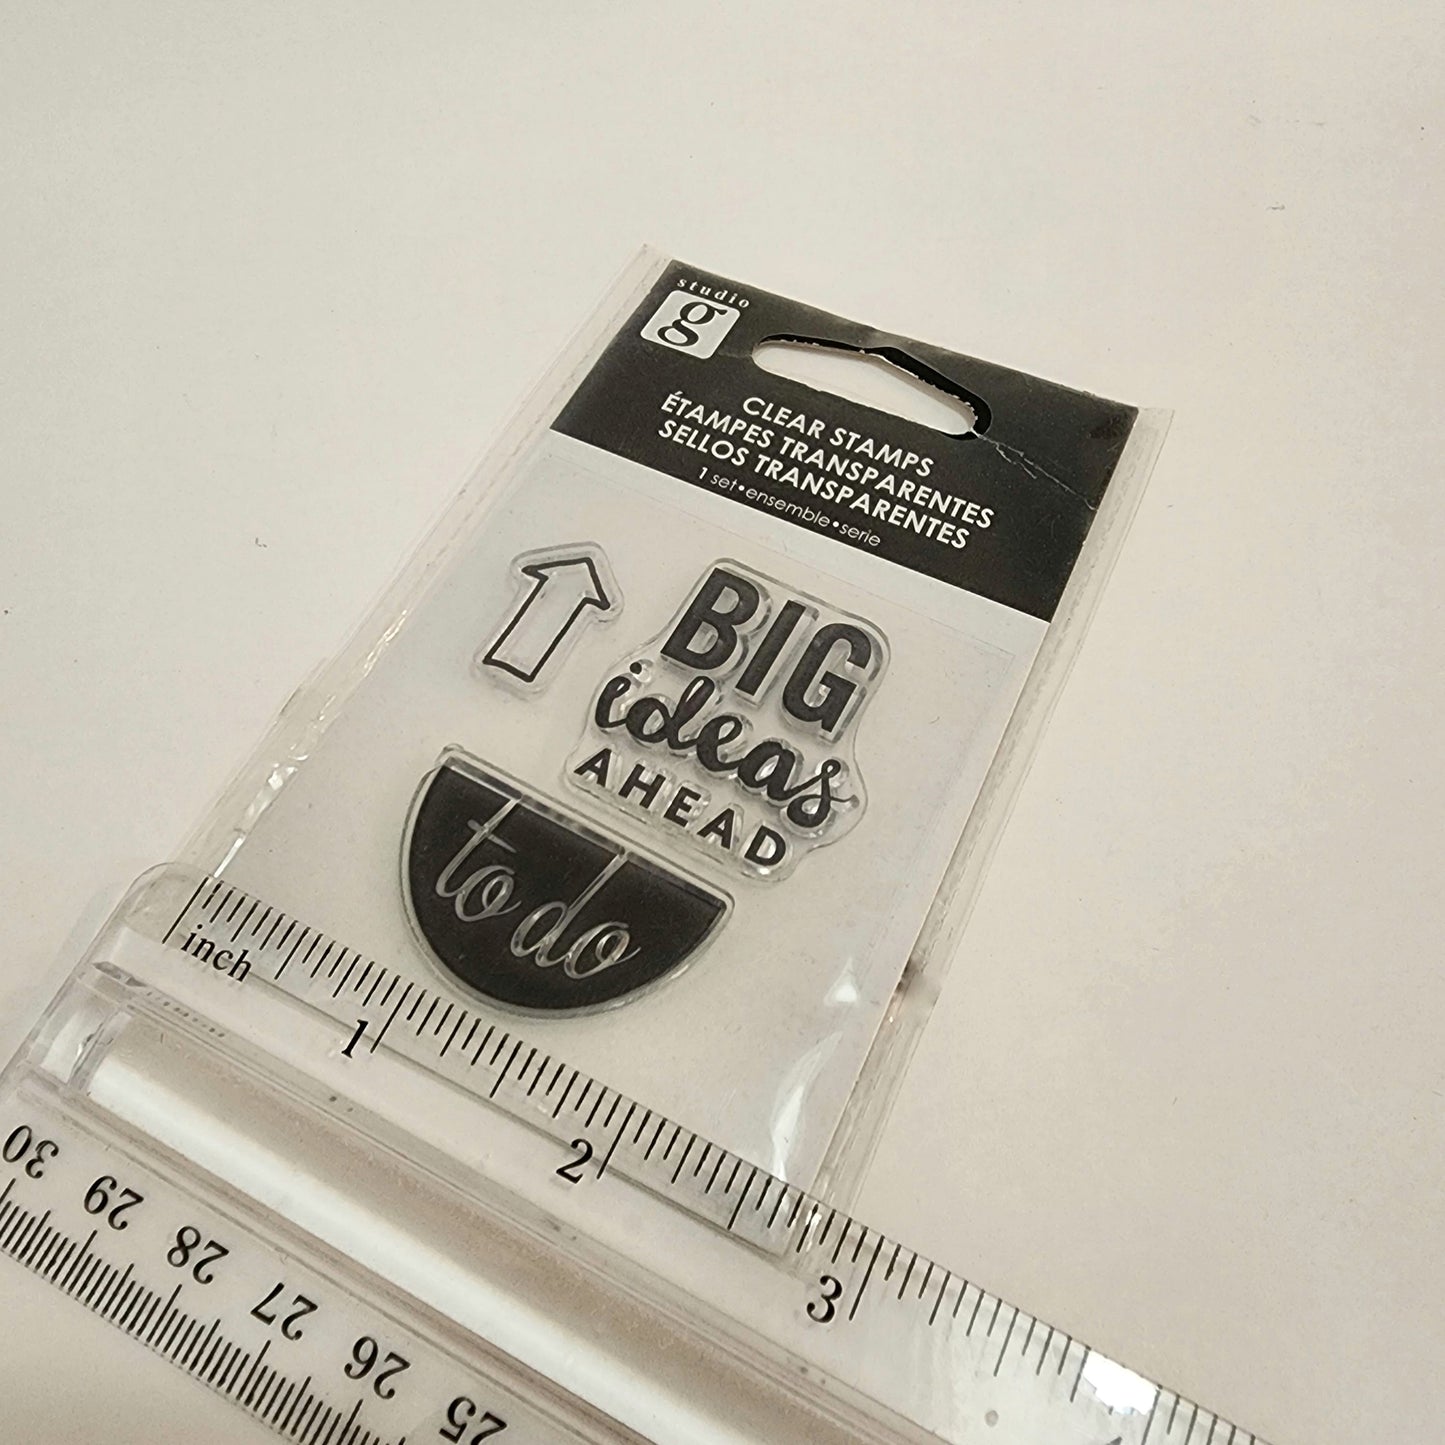 studio
g
CLEAR STAMPS
ÉTAMPES TRANSPARENTES
SELLOS TRANSPARENTES
1 set•ensemble•serie
BIG
ideas
AHEAD
to do
inch
1
2
3
30
29
28
27
26
25